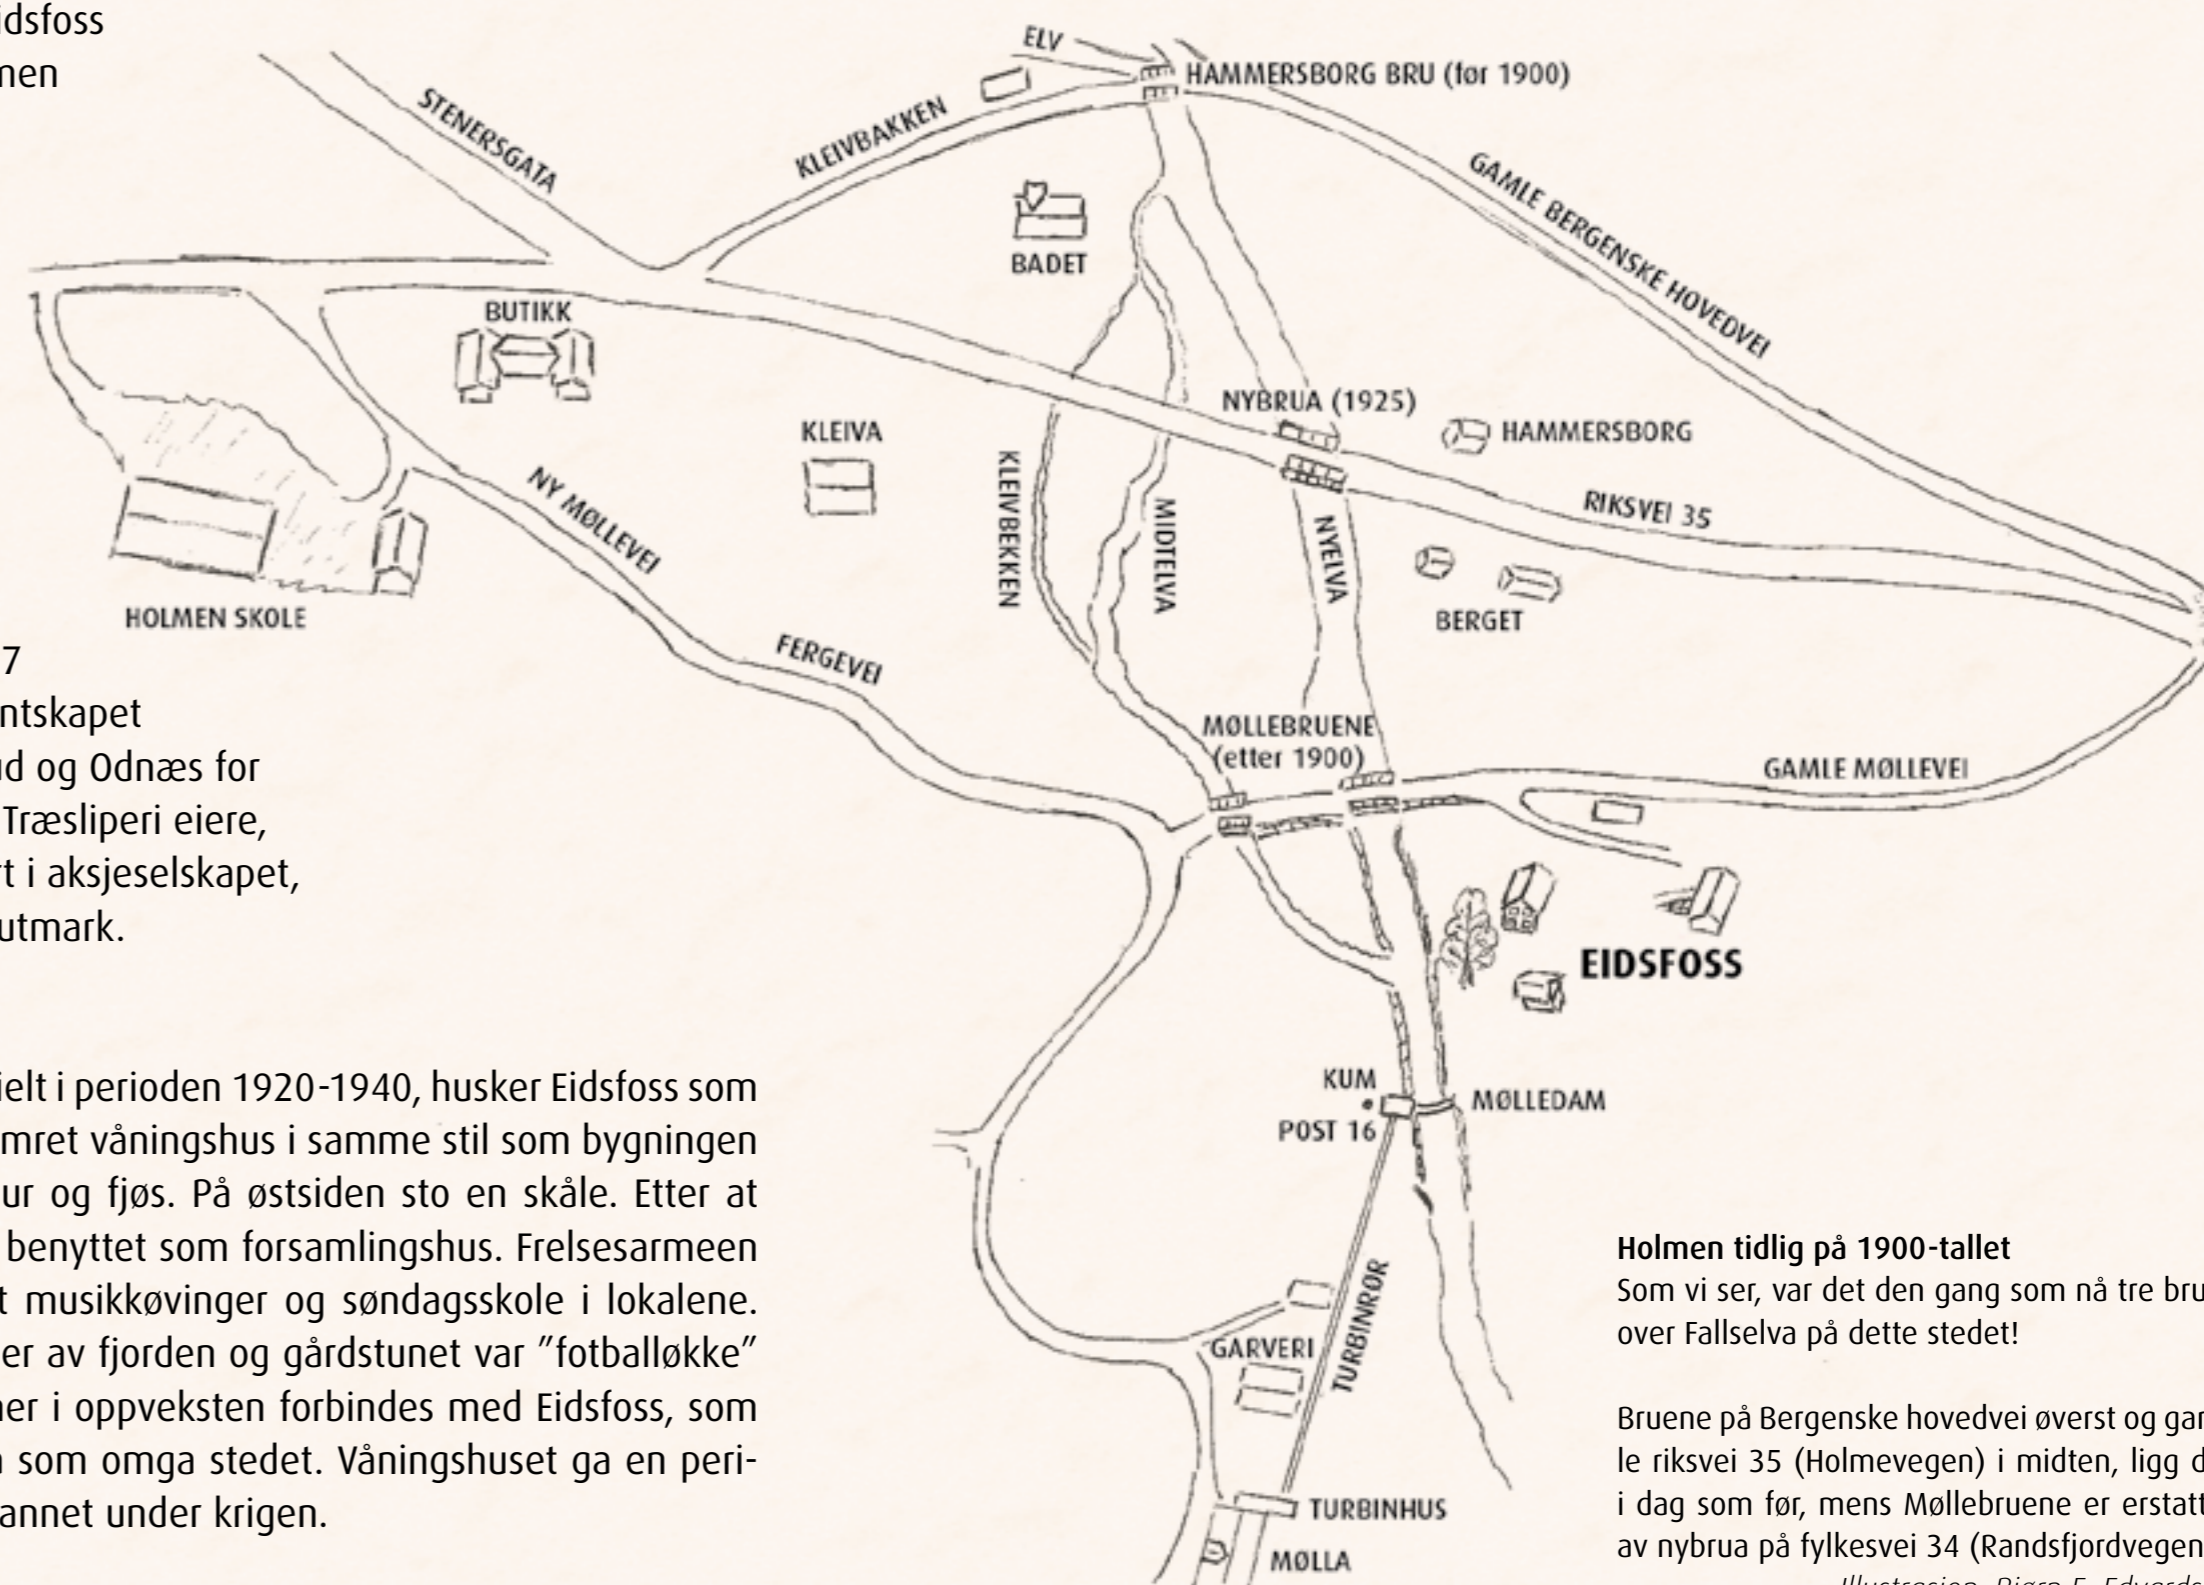 idsfoss
men
7
ntskapet
ud og Odnæs for
Træsliperi eiere,
t i aksjeselskapet,
utmark.
ielt i perioden 1920-1940, husker Eidsfoss som
mret våningshus i samme stil som bygningen
ur og fjøs. På østsiden sto en skåle. Etter at
benyttet som forsamlingshus. Frelsesarmeen
t musikkøvinger og søndagsskole i lokalene.
er av fjorden og gårdstunet var ”fotballøkke”
ner i oppveksten forbindes med Eidsfoss, som
som omga stedet. Våningshuset ga en peri-
annet under krigen.
ELV
HAMMERSBORG BRU (før 1900)
STENERSGATA
KLEIVBAKKEN
GAMLE BERGENSKE HOVEDVEI
BADET
BUTIKK
NYBRUA (1925)
KLEIVA
HAMMERSBORG
KLEIVBEKKEN
MIDTELVA
NYELVA
RIKSVEI 35
NY MØLLEVEI
BERGET
HOLMEN SKOLE
FERGEVEI
MØLLEBRUENE
(etter 1900)
GAMLE MØLLEVEI
EIDSFOSS
KUM
MØLLEDAM
POST 16
TURBINRØR
GARVERI
TURBINHUS
MØLLA
Holmen tidlig på 1900-tallet
Som vi ser, var det den gang som nå tre bru
over Fallselva på dette stedet!
Bruene på Bergenske hovedvei øverst og gam
le riksvei 35 (Holmevegen) i midten, ligg d
i dag som før, mens Møllebruene er erstatt
av nybrua på fylkesvei 34 (Randsfjordvegen